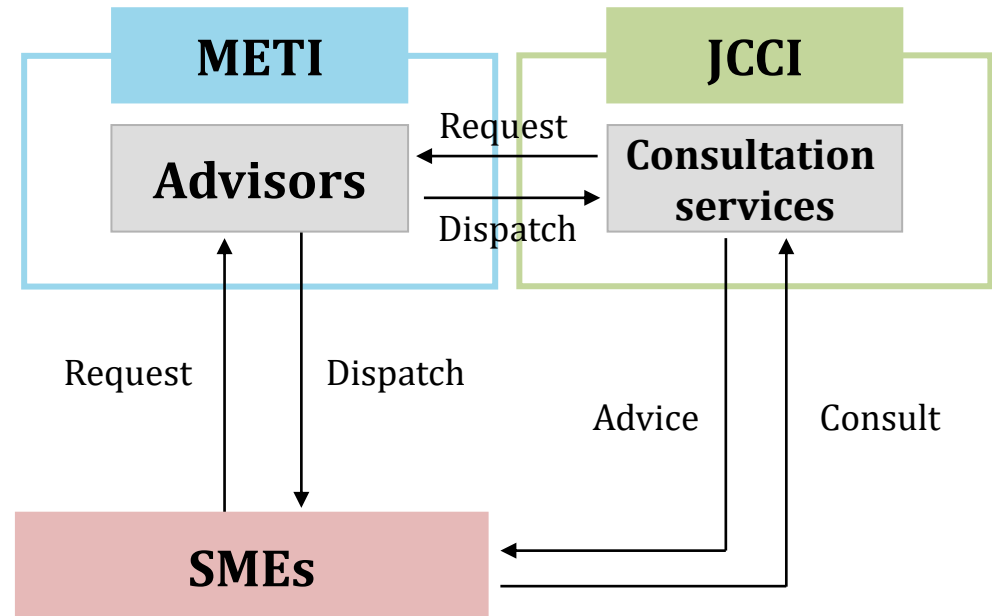 METI
JCCI
Request
Advisors
Consultation
services
Dispatch
Request
Dispatch
Advice
Consult
SMEs